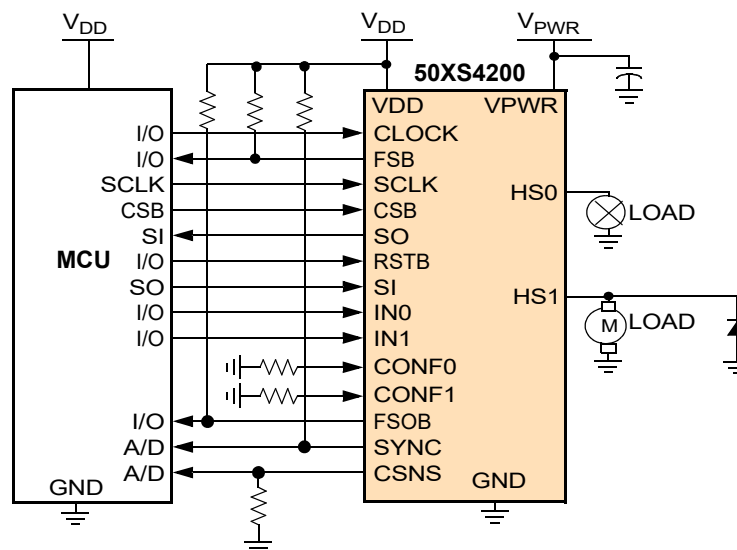 VDD
VDD
VPWR
50XS4200
VDD
VPWR
I/O
CLOCK
I/O
FSB
SCLK
SCLK
HS0
CSB
CSB
LOAD
SI
SO
MCU
I/O
RSTB
SO
SI
HS1
I/O
IN0
M
LOAD
I/O
IN1
CONF0
CONF1
I/O
FSOB
A/D
SYNC
A/D
CSNS
GND
GND